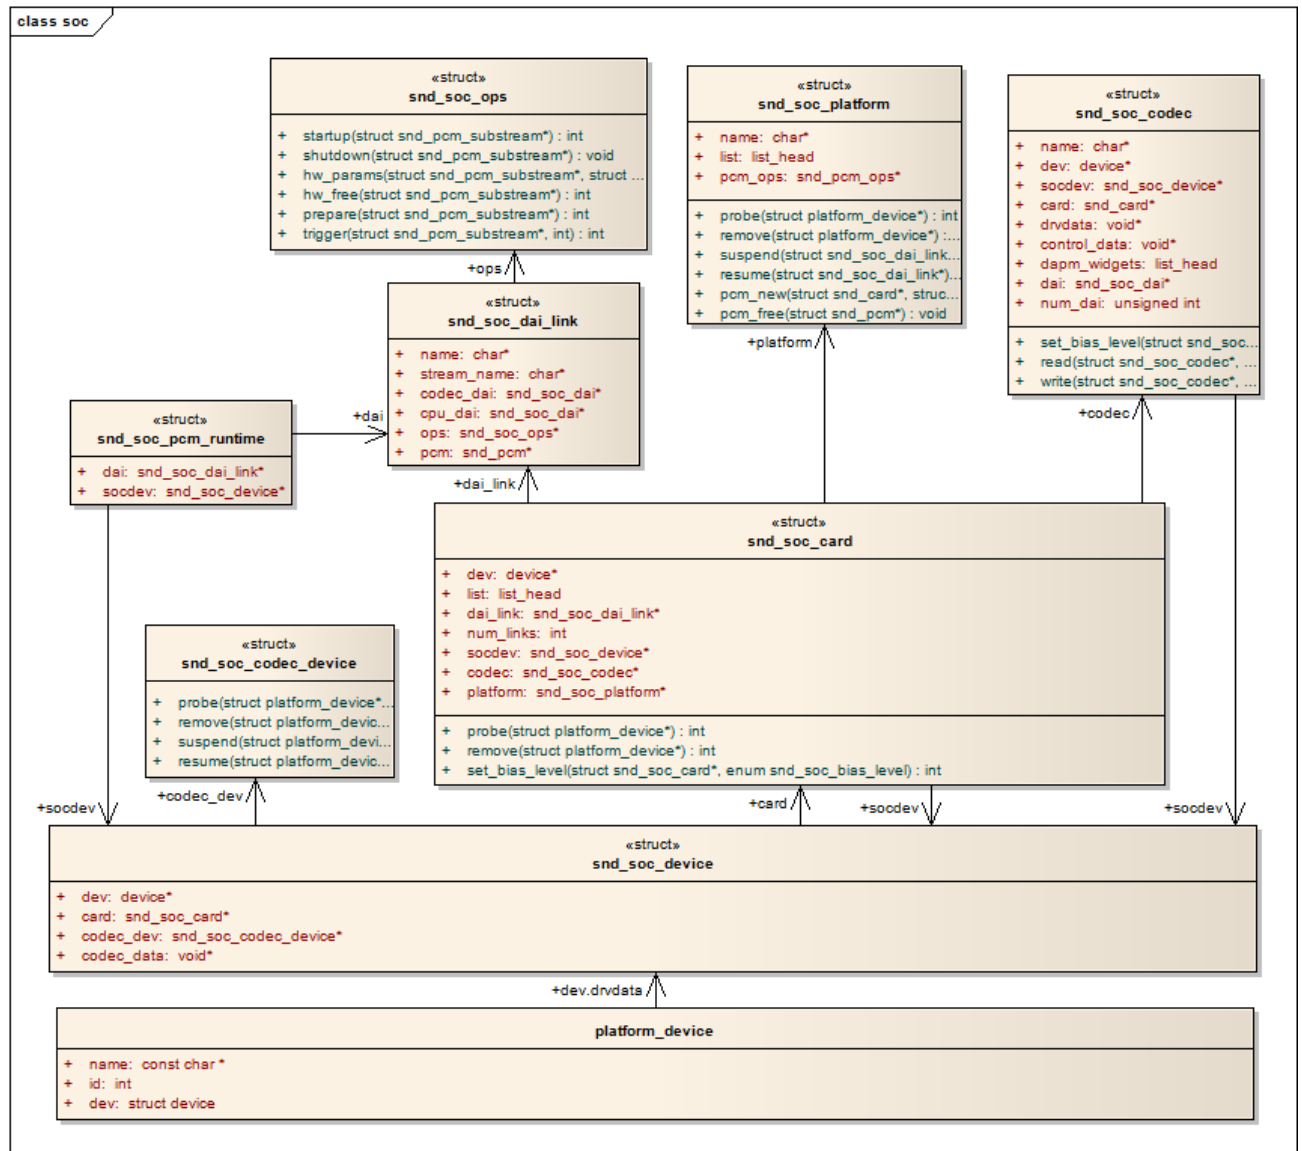 class soc
«struct»
snd_soc_ops
+ startup(struct snd_pcm_substream*) : int
+ shutdown(struct snd_pcm_substream*) : void
+ hw_params(struct snd_pcm_substream*, struct ...
+ hw_free(struct snd_pcm_substream*) : int
+ prepare(struct snd_pcm_substream*) : int
+ trigger(struct snd_pcm_substream*, int) : int
«struct»
snd_soc_platform
+ name: char*
+ list: list_head
+ pcm_ops: snd_pcm_ops*
+ probe(struct platform_device*) : int
+ remove(struct platform_device*) :...
+ suspend(struct snd_soc_dai_link...
+ resume(struct snd_soc_dai_link*)...
+ pcm_new(struct snd_card*, struc...
+ pcm_free(struct snd_pcm*) : void
«struct»
snd_soc_codec
+ name: char*
+ dev: device*
+ socdev: snd_soc_device*
+ card: snd_card*
+ drvdata: void*
+ control_data: void*
+ dapm_widgets: list_head
+ dai: snd_soc_dai*
+ num_dai: unsigned int
+ set_bias_level(struct snd_soc...
+ read(struct snd_soc_codec*, ...
+ write(struct snd_soc_codec*, ...
+ops
«struct»
snd_soc_dai_link
+ name: char*
+ stream_name: char*
+ codec_dai: snd_soc_dai*
+ cpu_dai: snd_soc_dai*
+ ops: snd_soc_ops*
+ pcm: snd_pcm*
+platform
+codec
+dai
«struct»
snd_soc_pcm_runtime
+ dai: snd_soc_dai_link*
+ socdev: snd_soc_device*
+dai_link
«struct»
snd_soc_card
+ dev: device*
+ list: list_head
+ dai_link: snd_soc_dai_link*
+ num_links: int
+ socdev: snd_soc_device*
+ codec: snd_soc_codec*
+ platform: snd_soc_platform*
+ probe(struct platform_device*) : int
+ remove(struct platform_device*) : int
+ set_bias_level(struct snd_soc_card*, enum snd_soc_bias_level) : int
«struct»
snd_soc_codec_device
+ probe(struct platform_device*...
+ remove(struct platform_devic...
+ suspend(struct platform_devi...
+ resume(struct platform_devic...
+socdev
+codec_dev
+card
+socdev
+socdev
«struct»
snd_soc_device
+ dev: device*
+ card: snd_soc_card*
+ codec_dev: snd_soc_codec_device*
+ codec_data: void*
+dev.drvdata
platform_device
+ name: const char *
+ id: int
+ dev: struct device